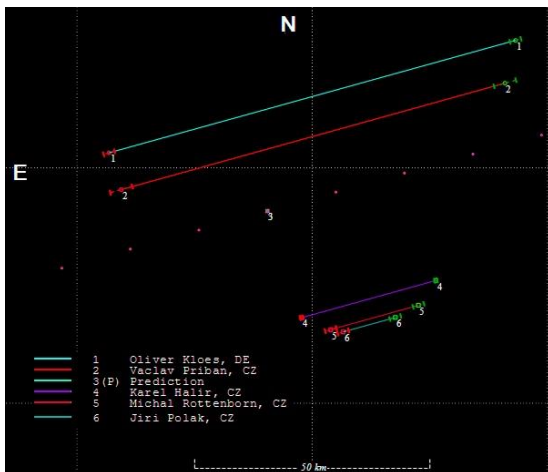 N
1
2
1
E
2
3
4
4
5
5
6
6
1 Oliver Kloes, DE
2 Vaclav Priban, CZ
3(P) Prediction
4 Karel Halir, CZ
5 Michal Rottenborn, CZ
6 Jiri Polak, CZ
50 km